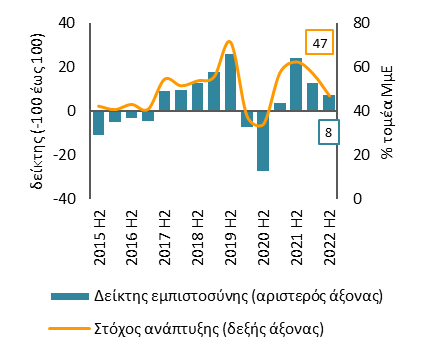 40
20
0
-20
-40
δείκτης (-100 έως 100)
80
60
40
20
0
% τομέα ΜμΕ
47
8
2015 H2
2016 H2
2017 H2
2018 H2
2019 H2
2020 H2
2021 H2
2022 H2
Δείκτης εμπιστοσύνης (αριστερός άξονας)
Στόχος ανάπτυξης (δεξής άξονας)